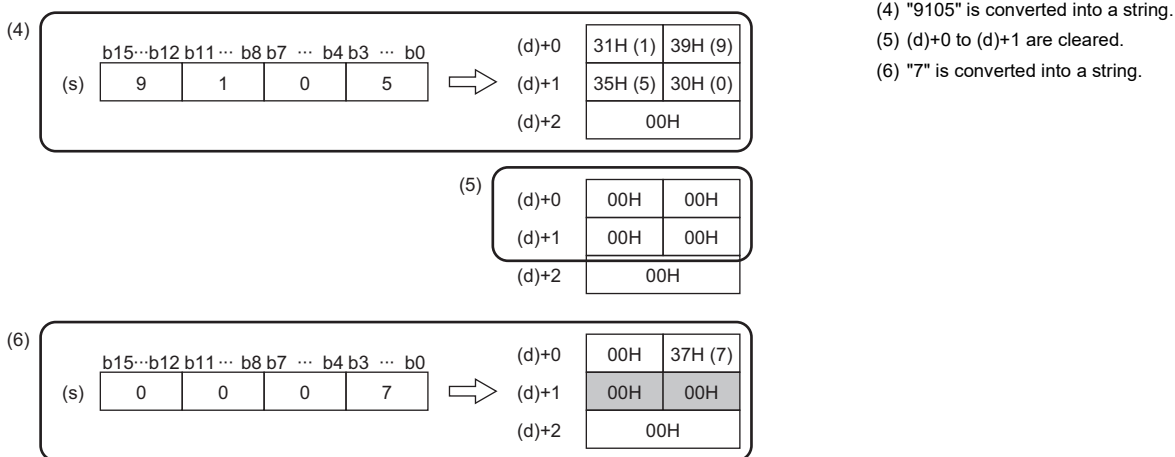 (4)
b15···b12 b11 ··· b8 b7 ··· b4 b3 ··· b0
(s) 9 1 0 5
(d)+0 31H (1) 39H (9)
(d)+1 35H (5) 30H (0)
(d)+2 00H
(5)
(d)+0 00H 00H
(d)+1 00H 00H
(d)+2 00H
(6)
b15···b12 b11 ··· b8 b7 ··· b4 b3 ··· b0
(s) 0 0 0 7
(d)+0 00H 37H (7)
(d)+1 00H 00H
(d)+2 00H
(4) "9105" is converted into a string.
(5) (d)+0 to (d)+1 are cleared.
(6) "7" is converted into a string.